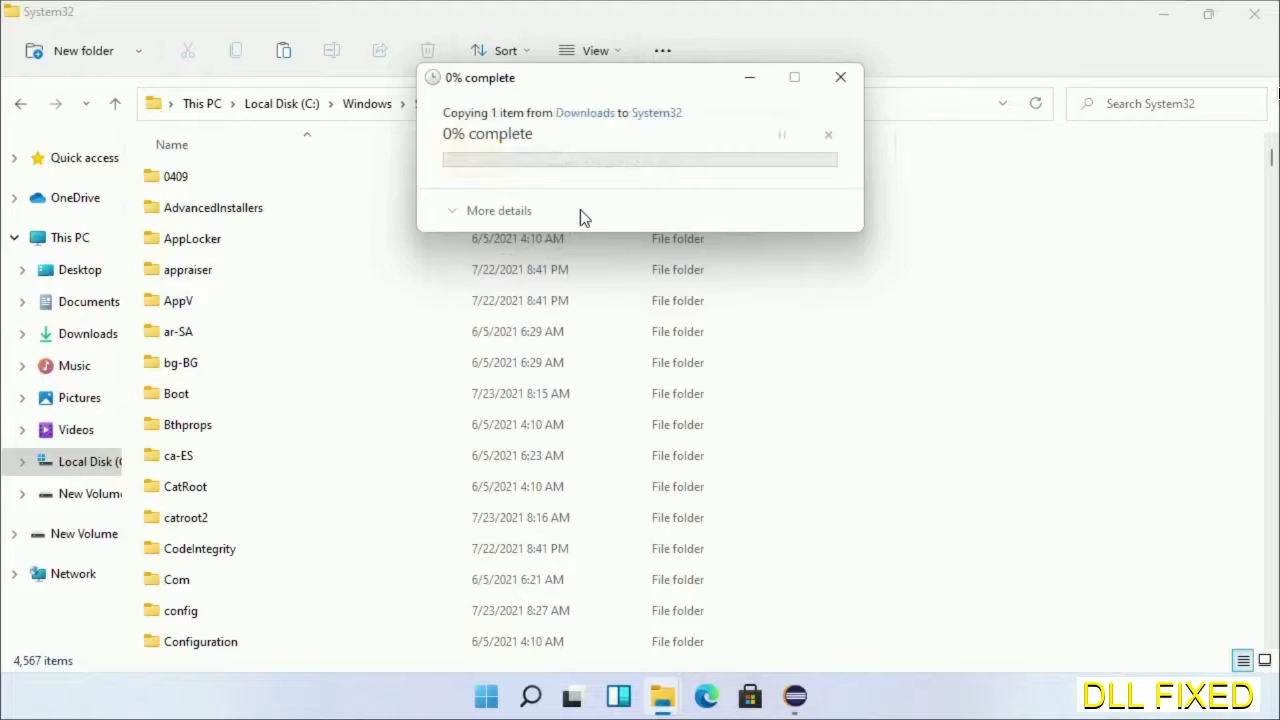 System32
New folder
Sort
View
This PC
Local Disk (C:)
Windows
Search System32
0% complete
Copying 1 item from Downloads to System32
0% complete
More details
Name
Quick access
OneDrive
This PC
Desktop
Documents
Downloads
Music
Pictures
Videos
Local Disk (
New Volume
Network
0409
AdvancedInstallers
AppLocker 6/5/2021 4:10 AM File folder
appraiser 7/22/2021 8:41 PM File folder
AppV 7/22/2021 8:41 PM File folder
ar-SA 6/5/2021 6:29 AM File folder
bg-BG 6/5/2021 6:29 AM File folder
Boot 7/23/2021 8:15 AM File folder
Bthprops 6/5/2021 4:10 AM File folder
ca-ES 6/5/2021 6:23 AM File folder
CatRoot 6/5/2021 4:10 AM File folder
catroot2 7/23/2021 8:16 AM File folder
CodeIntegrity 7/22/2021 8:41 PM File folder
Com 6/5/2021 6:21 AM File folder
config 7/23/2021 8:27 AM File folder
Configuration 6/5/2021 4:10 AM File folder
4,567 items
DLL FIXED